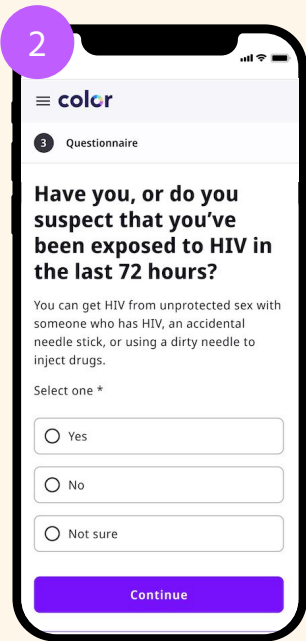 2
color
3 Questionnaire
Have you, or do you
suspect that you've
been exposed to HIV in
the last 72 hours?
You can get HIV from unprotected sex with
someone who has HIV, an accidental
needle stick, or using a dirty needle to
inject drugs.
Select one *
Yes
No
Not sure
Continue